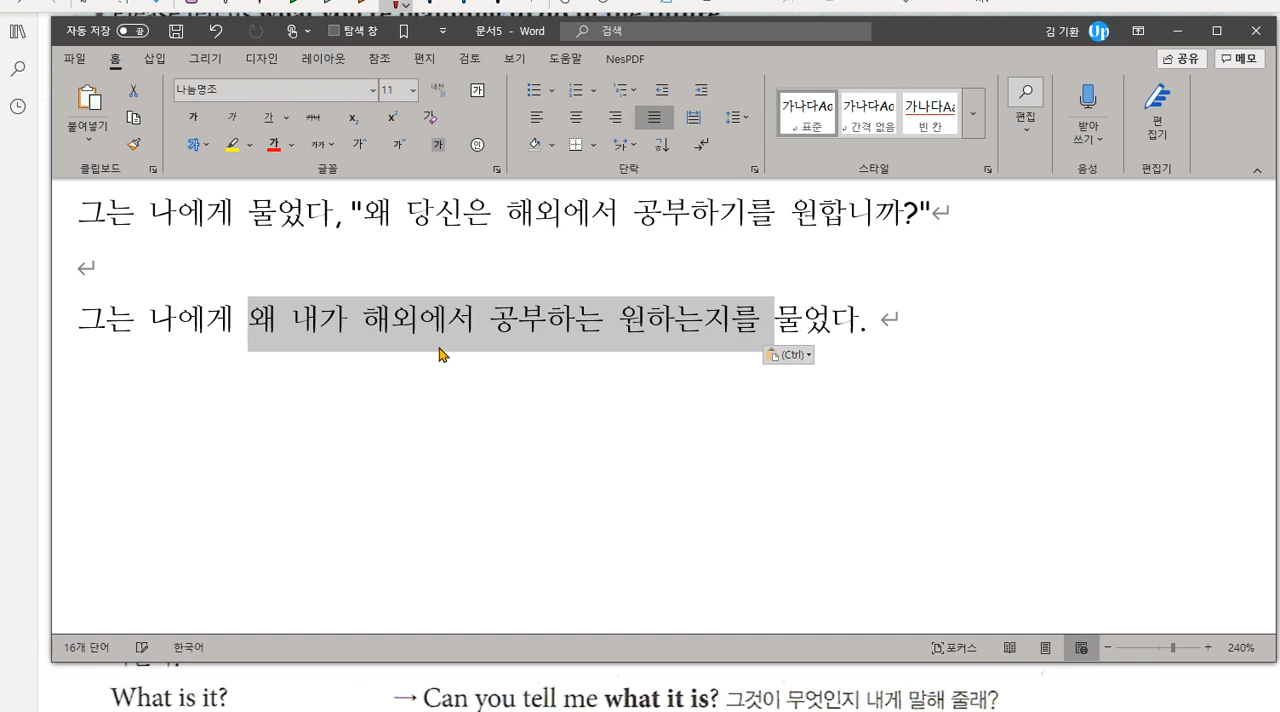 자동 저장
탐색 창
문서5 - Word
검색
김 기환
Up
파일 홈 삽입 그리기 디자인 레이아웃 참조 편지 검토 보기 도움말 NesPDF
공유
메모
나눔명조
11
붙여넣기
가나다Aa 가나다Aa 가나다Aa
표준 간격 없음 빈 칸
편집
받아
쓰기
편
집기
클립보드 글꼴 단락 스타일 음성 편집기
그는 나에게 물었다, "왜 당신은 해외에서 공부하기를 원합니까?"
그는 나에게 왜 내가 해외에서 공부하는 원하는지를 물었다.
(Ctrl)
16개 단어
한국어
포커스
240%
What is it? → Can you tell me what it is? 그것이 무엇인지 내게 말해 줄래?